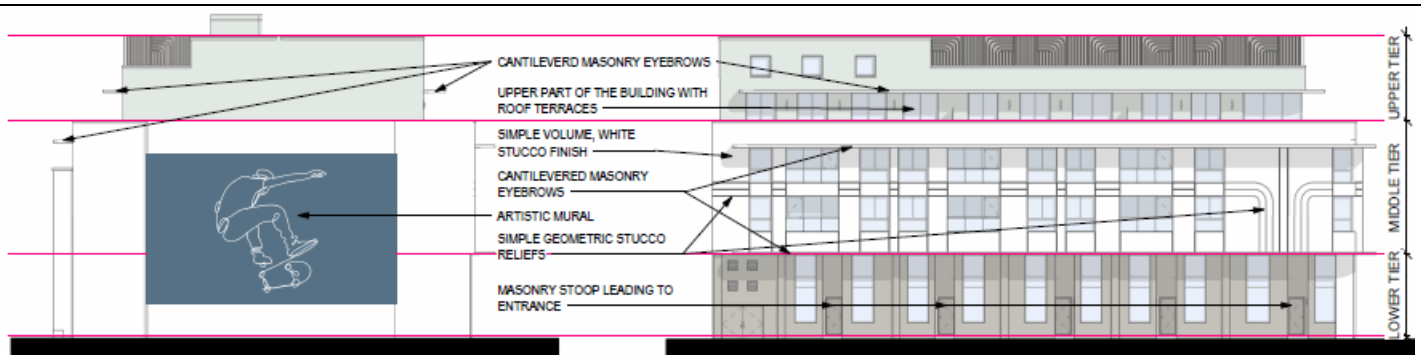 CANTILEVERD MASONRY EYEBROWS
UPPER PART OF THE BUILDING WITH
ROOF TERRACES
SIMPLE VOLUME, WHITE
STUCCO FINISH
CANTILEVERED MASONRY
EYEBROWS
ARTISTIC MURAL
SIMPLE GEOMETRIC STUCCO
RELIEFS
MASONRY STOOP LEADING TO
ENTRANCE
UPPER TIER
MIDDLE TIER
LOWER TIER